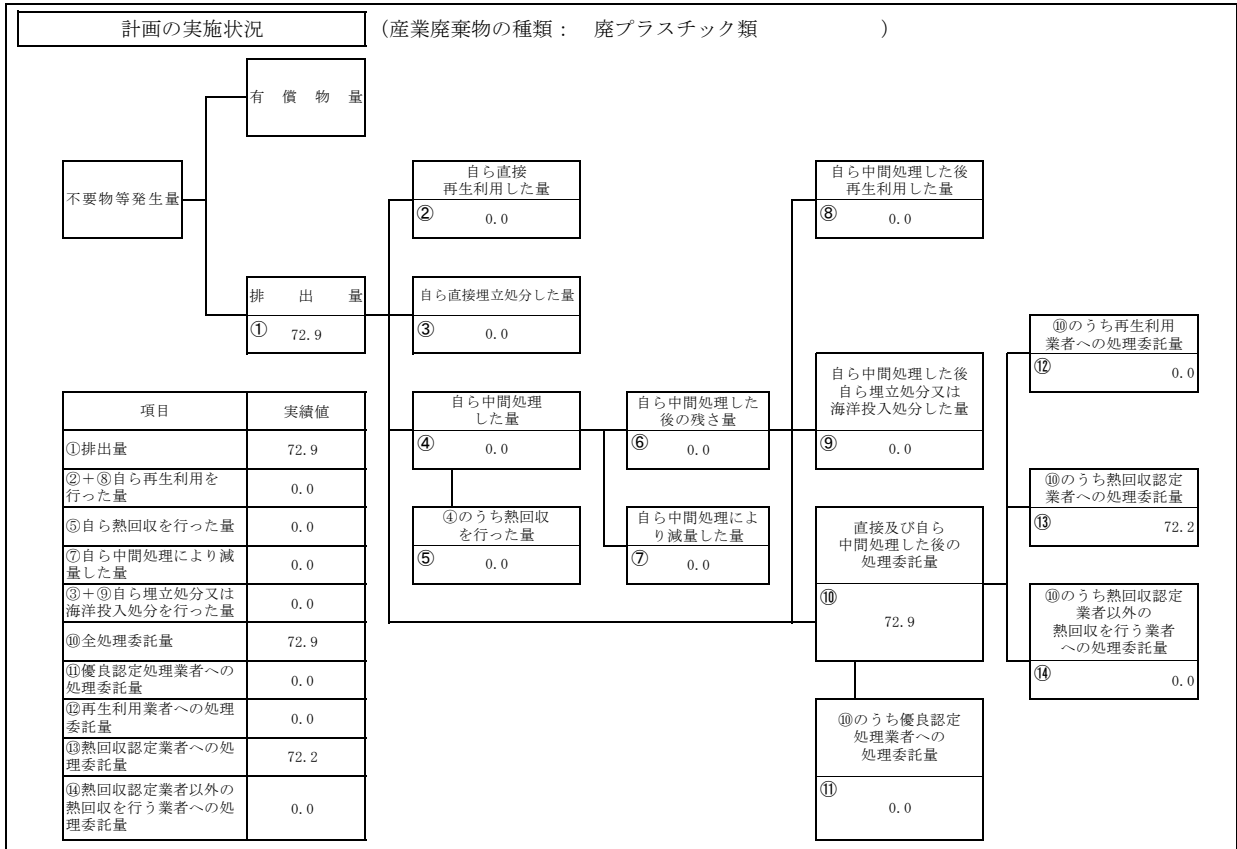 計画の実施状況
(産業廃棄物の種類： 廃プラスチック類 )
有償物量
不要物等発生量
自ら直接
再生利用した量
② 0.0
自ら中間処理した後
再生利用した量
⑧ 0.0
排出量
① 72.9
自ら直接埋立処分した量
③ 0.0
⑩のうち再生利用
業者への処理委託量
⑫ 0.0
自ら中間処理
した量
④ 0.0
自ら中間処理した
後の残さ量
⑥ 0.0
自ら中間処理した後
自ら埋立処分又は
海洋投入処分した量
⑨ 0.0
⑩のうち熱回収認定
業者への処理委託量
⑬ 72.2
④のうち熱回収
を行った量
⑤ 0.0
自ら中間処理によ
り減量した量
⑦ 0.0
直接及び自ら
中間処理した後の
処理委託量
⑩
72.9
⑩のうち熱回収認定
業者以外の
熱回収を行う業者
への処理委託量
⑭ 0.0
⑩のうち優良認定
処理業者への
処理委託量
⑪
0.0
項目 実績値
①排出量 72.9
②＋⑧自ら再生利用を
行った量 0.0
⑤自ら熱回収を行った量 0.0
⑦自ら中間処理により減
量した量 0.0
③＋⑨自ら埋立処分又は
海洋投入処分を行った量 0.0
⑩全処理委託量 72.9
⑪優良認定処理業者への
処理委託量 0.0
⑫再生利用業者への処理
委託量 0.0
⑬熱回収認定業者への処
理委託量 72.2
⑭熱回収認定業者以外の
熱回収を行う業者への処
理委託量 0.0